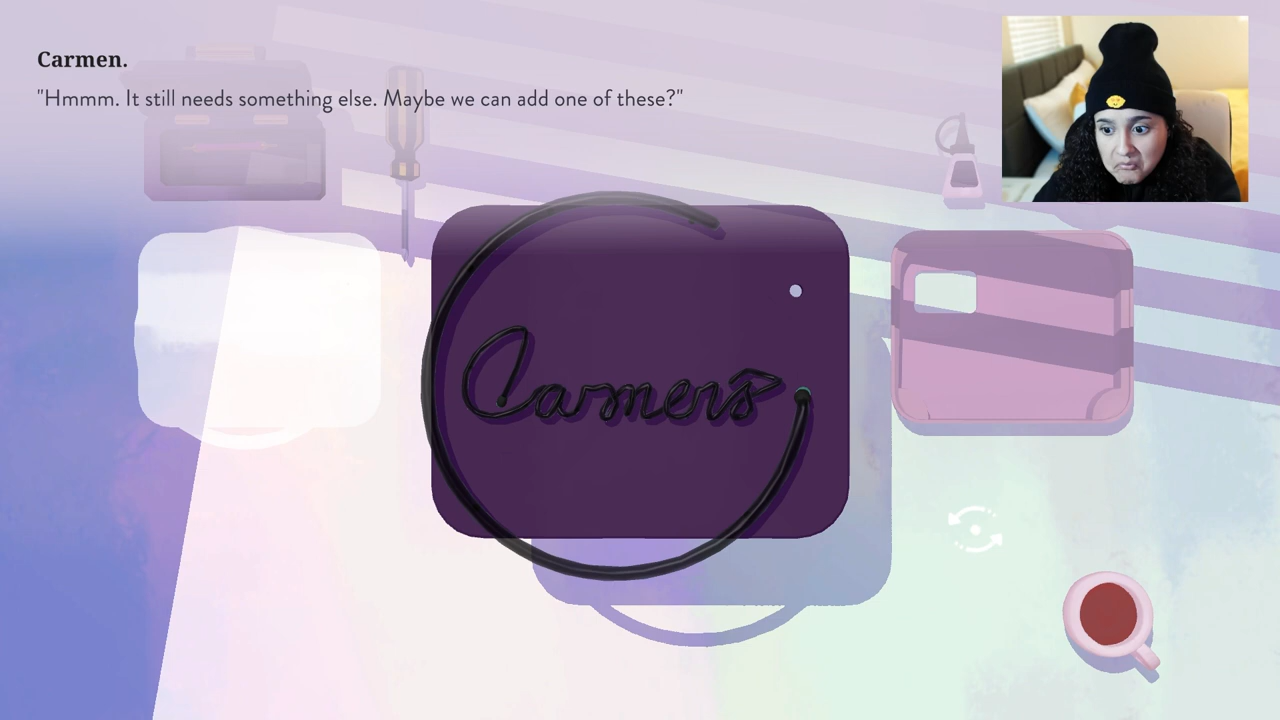 Carmen.
"Hmmm. It still needs something else. Maybe we can add one of these?"
Carmen's